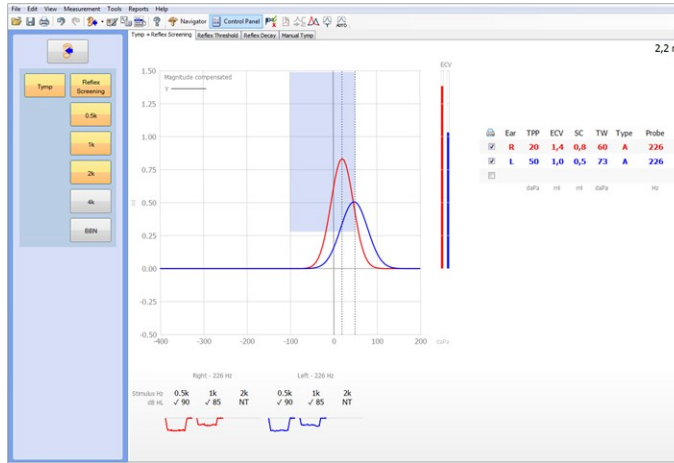 File Edit View Measurement Tools Reports Help
Navigator Control Panel
Tymp + Reflex Screening Reflex Threshold Reflex Decay Manual Tymp
2,2
Tymp
Reflex Screening
0.5k
1k
2k
4k
BBN
Magnitude compensated
Y
1.50
1.25
1.00
0.75
0.50
0.25
0.00
-0.25
-0.50
-400 -300 -200 -100 0 100 200 daPa
ECV
Ear TPP ECV SC TW Type Probe
R 20 1,4 0,8 60 A 226
L 50 1,0 0,5 73 A 226
daPa ml ml daPa Hz
Right - 226 Hz Left - 226 Hz
Stimulus Hz 0.5k 1k 2k 0.5k 1k 2k
dB HL ✓ 90 ✓ 85 NT ✓ 90 ✓ 85 NT